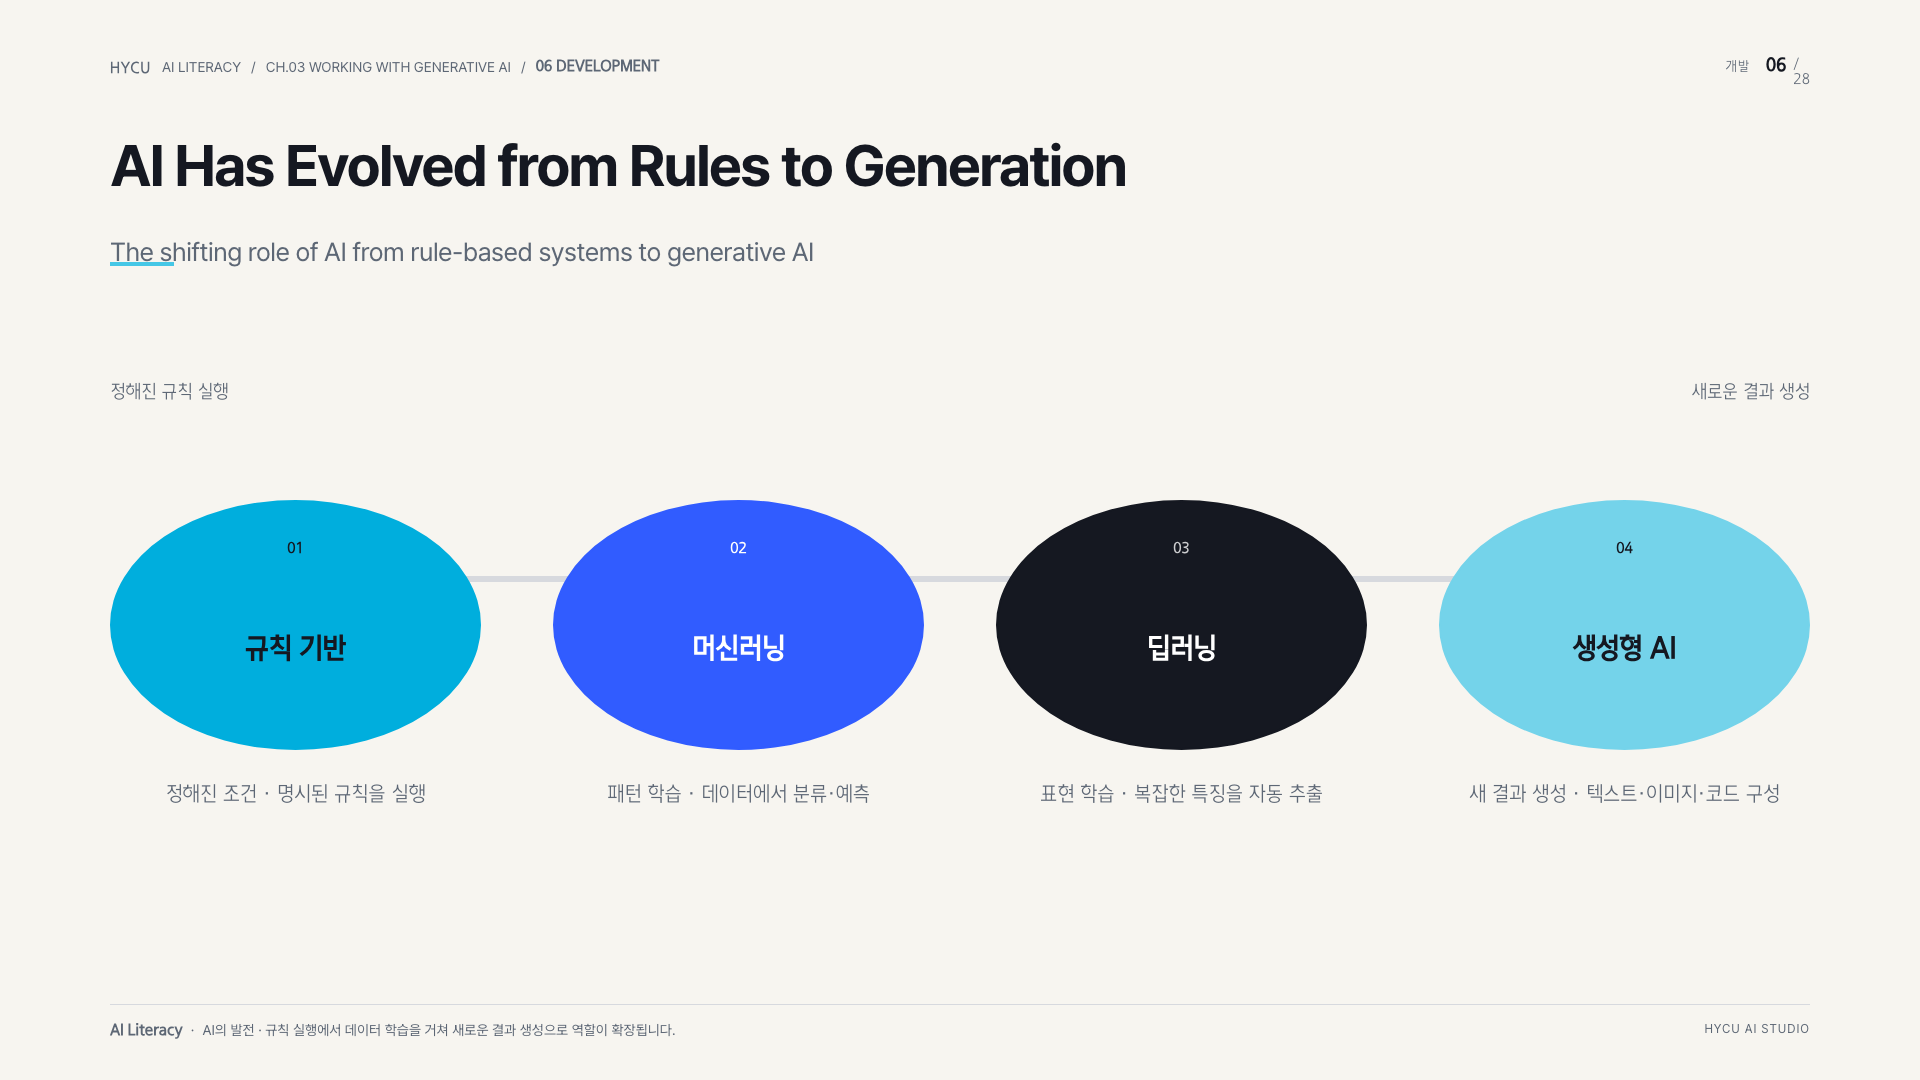 HYCU AI LITERACY / CH.03 WORKING WITH GENERATIVE AI / 06 DEVELOPMENT
개발 06 / 28
AI Has Evolved from Rules to Generation
The shifting role of AI from rule-based systems to generative AI
정해진 규칙 실행
새로운 결과 생성
01
규칙 기반
정해진 조건 · 명시된 규칙을 실행
02
머신러닝
패턴 학습 · 데이터에서 분류·예측
03
딥러닝
표현 학습 · 복잡한 특징을 자동 추출
04
생성형 AI
새 결과 생성 · 텍스트·이미지·코드 구성
AI Literacy · AI의 발전 · 규칙 실행에서 데이터 학습을 거쳐 새로운 결과 생성으로 역할이 확장됩니다.
HYCU AI STUDIO